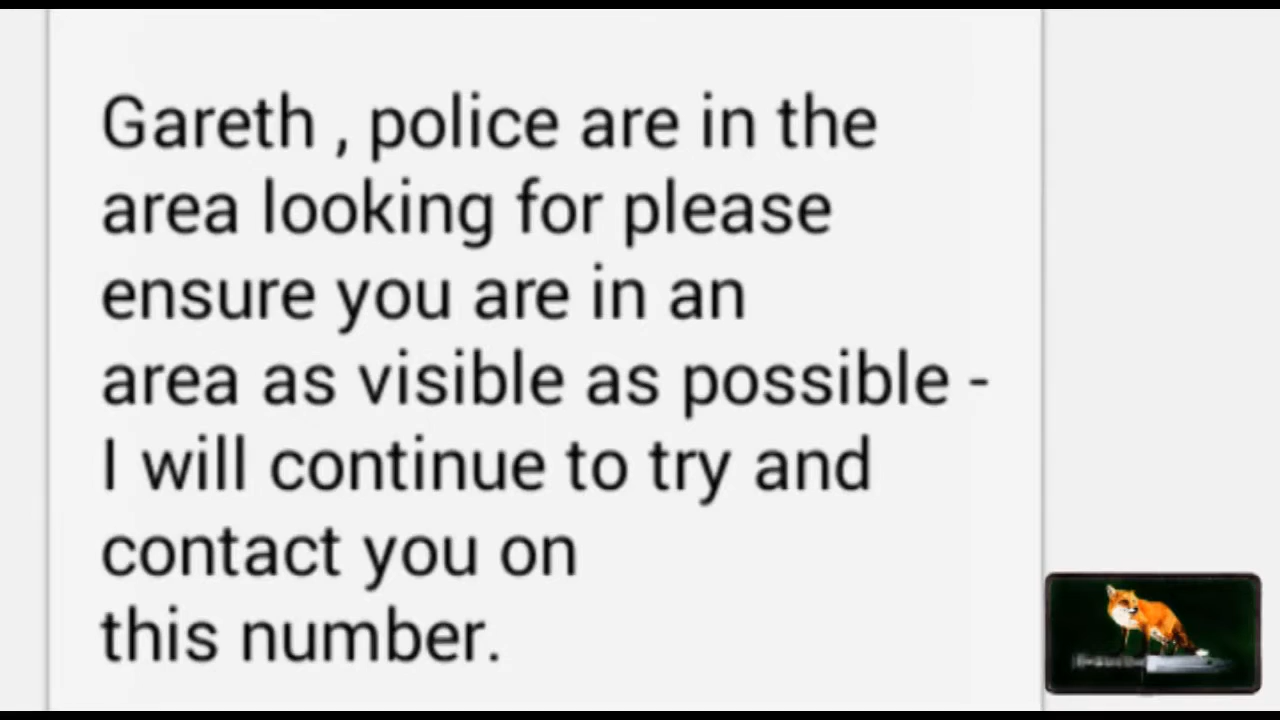 Gareth , police are in the
area looking for please
ensure you are in an
area as visible as possible -
I will continue to try and
contact you on
this number.